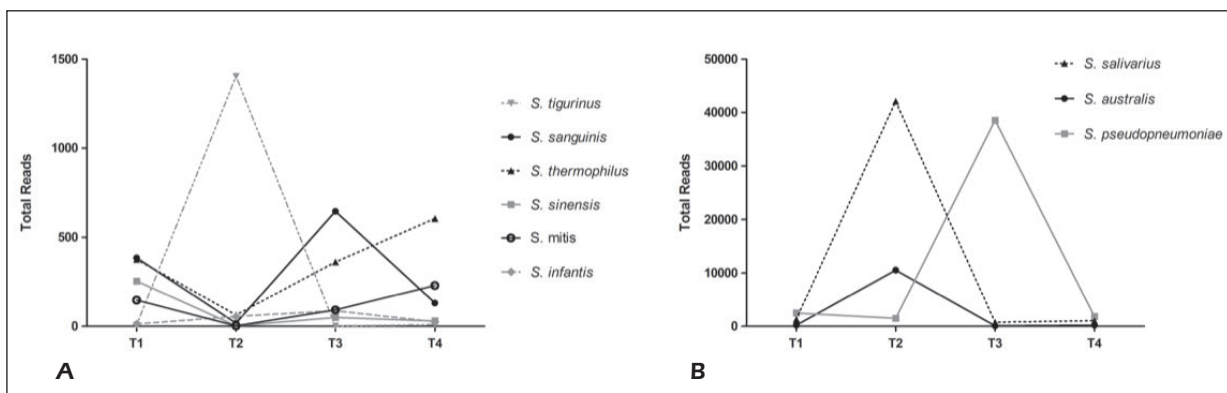 1500
1000
500
0
Total Reads
T1 T2 T3 T4
S. tigurinus
S. sanguinis
S. thermophilus
S. sinensis
S. mitis
S. infantis
A
50000
40000
30000
20000
10000
0
Total Reads
T1 T2 T3 T4
S. salivarius
S. australis
S. pseudopneumoniae
B